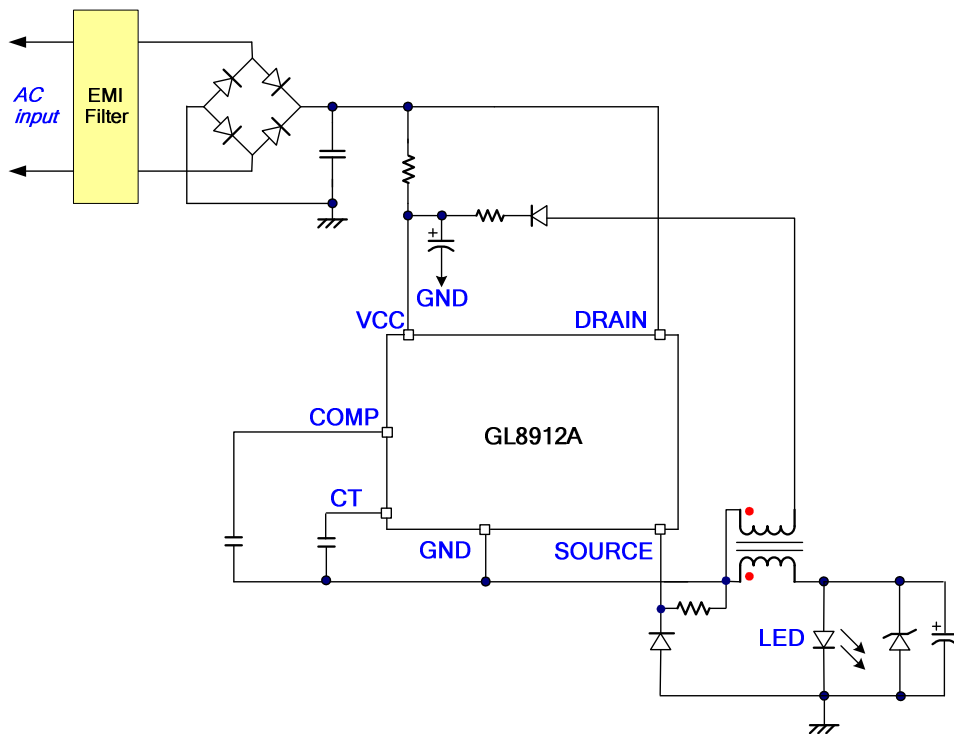 AC
input
EMI
Filter
+
GND
VCC
DRAIN
COMP
GL8912A
CT
GND
SOURCE
LED
+